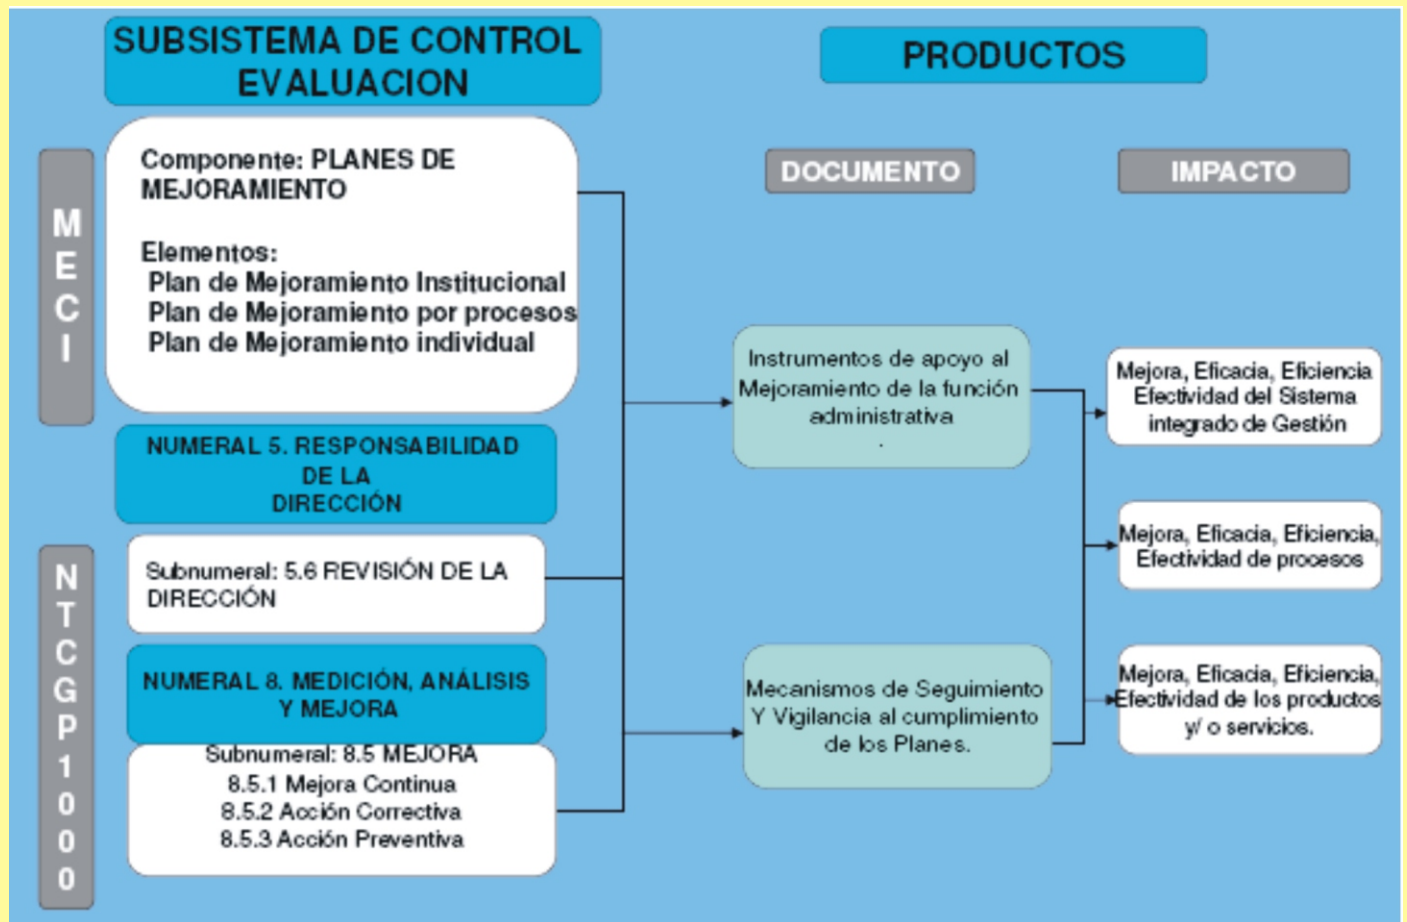 SUBSISTEMA DE CONTROL
EVALUACION
PRODUCTOS
MECI
Componente: PLANES DE
MEJORAMIENTO
Elementos:
Plan de Mejoramiento Institucional
Plan de Mejoramiento por procesos
Plan de Mejoramiento individual
NUMERAL 5. RESPONSABILIDAD
DE LA
DIRECCIÓN
NTCGP1000
Subnumeral: 5.6 REVISIÓN DE LA
DIRECCIÓN
NUMERAL 8. MEDICIÓN, ANÁLISIS
Y MEJORA
Subnumeral: 8.5 MEJORA
8.5.1 Mejora Continua
8.5.2 Acción Correctiva
8.5.3 Acción Preventiva
DOCUMENTO
Instrumentos de apoyo al
Mejoramiento de la función
administrativa
.
Mecanismos de Seguimiento
Y Vigilancia al cumplimiento
de los Planes.
IMPACTO
Mejora, Eficacia, Eficiencia
Efectividad del Sistema
integrado de Gestión
Mejora, Eficacia, Eficiencia,
Efectividad de procesos
Mejora, Eficacia, Eficiencia,
Efectividad de los productos
y/ o servicios.